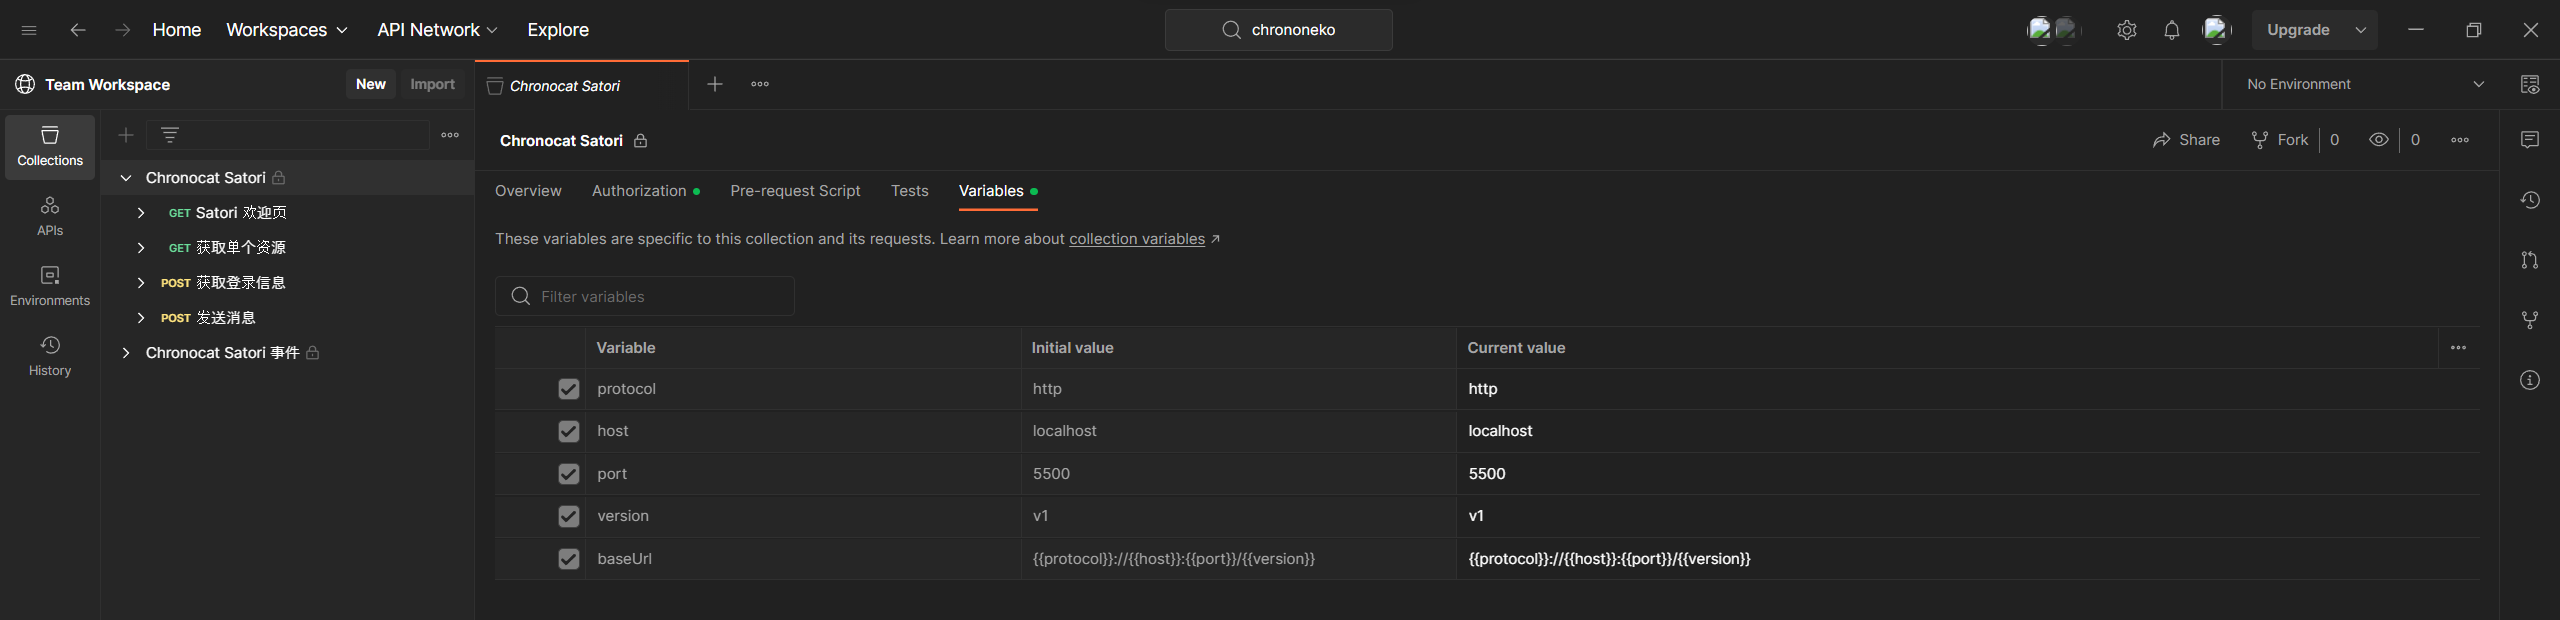 Home Workspaces API Network Explore chrononeko Upgrade
Team Workspace New Import Chronocat Satori No Environment
Collections
APIs
Environments
History
Chronocat Satori
GET Satori 欢迎页
GET 获取单个资源
POST 获取登录信息
POST 发送消息
Chronocat Satori 事件
Chronocat Satori Share Fork 0 0
Overview Authorization Pre-request Script Tests Variables
These variables are specific to this collection and its requests. Learn more about collection variables ↗
Filter variables
Variable Initial value Current value
protocol http http
host localhost localhost
port 5500 5500
version v1 v1
baseUrl {{protocol}}://{{host}}:{{port}}/{{version}} {{protocol}}://{{host}}:{{port}}/{{version}}